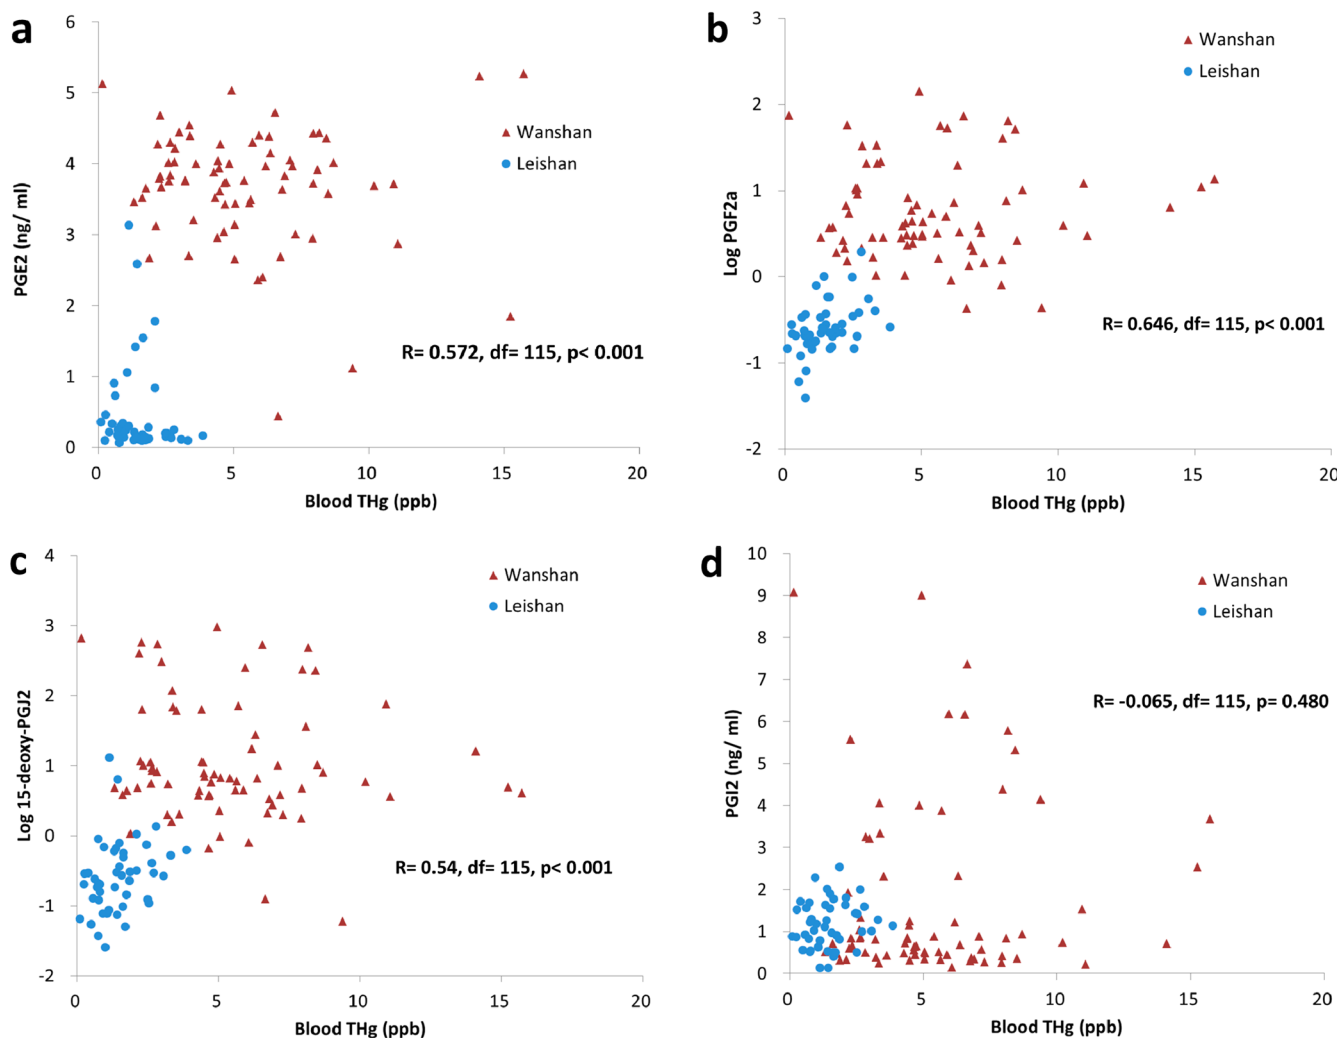 a
6
5
4
3
2
1
0
PGE2 (ng/ ml)
Wanshan
Leishan
R= 0.572, df= 115, p< 0.001
0 5 10 15 20
Blood THg (ppb)
b
3
2
1
0
-1
-2
Log PGF2a
Wanshan
Leishan
R= 0.646, df= 115, p< 0.001
0 5 10 15 20
Blood THg (ppb)
c
4
3
2
1
0
-1
-2
Log 15-deoxy-PGJ2
Wanshan
Leishan
R= 0.54, df= 115, p< 0.001
0 5 10 15 20
Blood THg (ppb)
d
10
9
8
7
6
5
4
3
2
1
0
PGI2 (ng/ ml)
Wanshan
Leishan
R= -0.065, df= 115, p= 0.480
0 5 10 15 20
Blood THg (ppb)